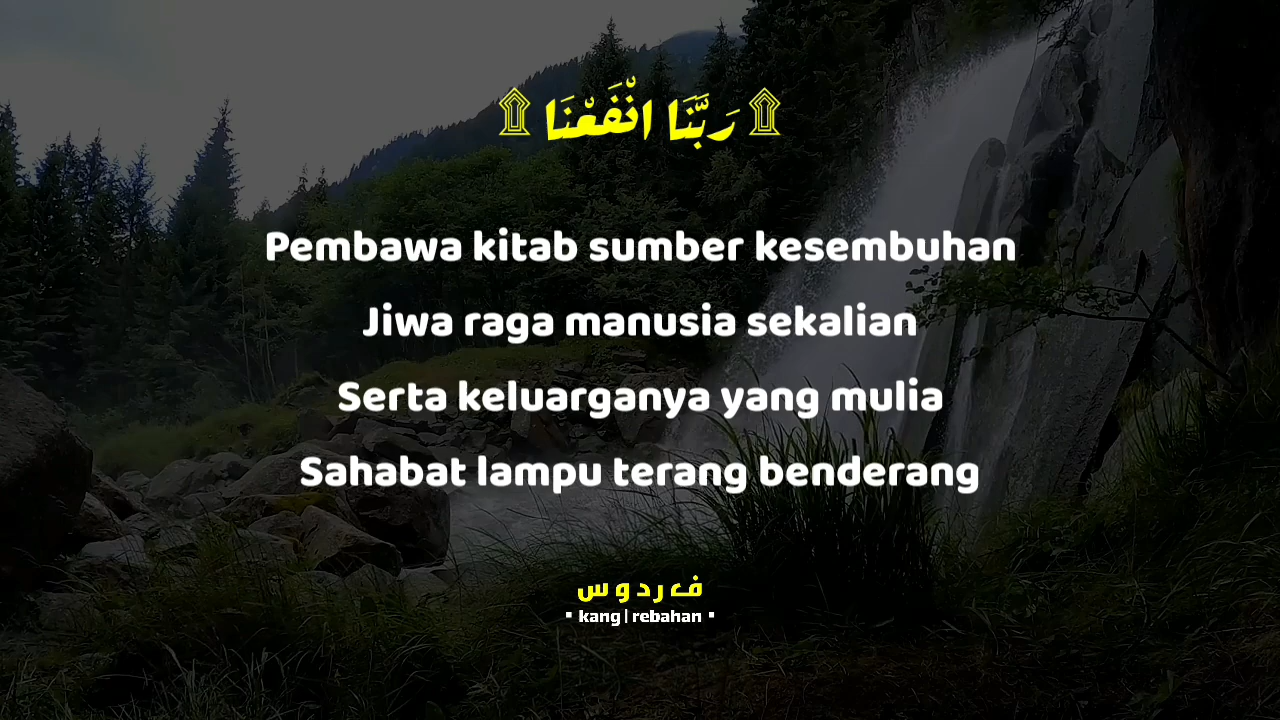 ۩ رَبَّنَا انْفَعْنَا ۩
Pembawa kitab sumber kesembuhan
Jiwa raga manusia sekalian
Serta keluarganya yang mulia
Sahabat lampu terang benderang
ف ر د و س
• kang | rebahan •